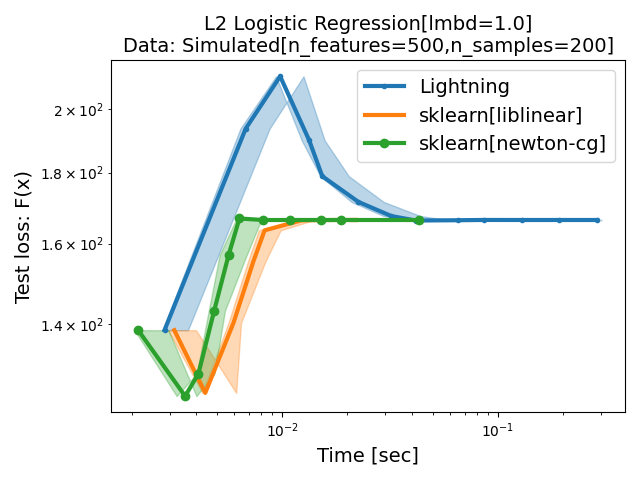 L2 Logistic Regression[lmbd=1.0]
Data: Simulated[n_features=500,n_samples=200]
Lightning
sklearn[liblinear]
sklearn[newton-cg]
Test loss: F(x)
2 × 10²
1.8 × 10²
1.6 × 10²
1.4 × 10²
10⁻²
10⁻¹
Time [sec]